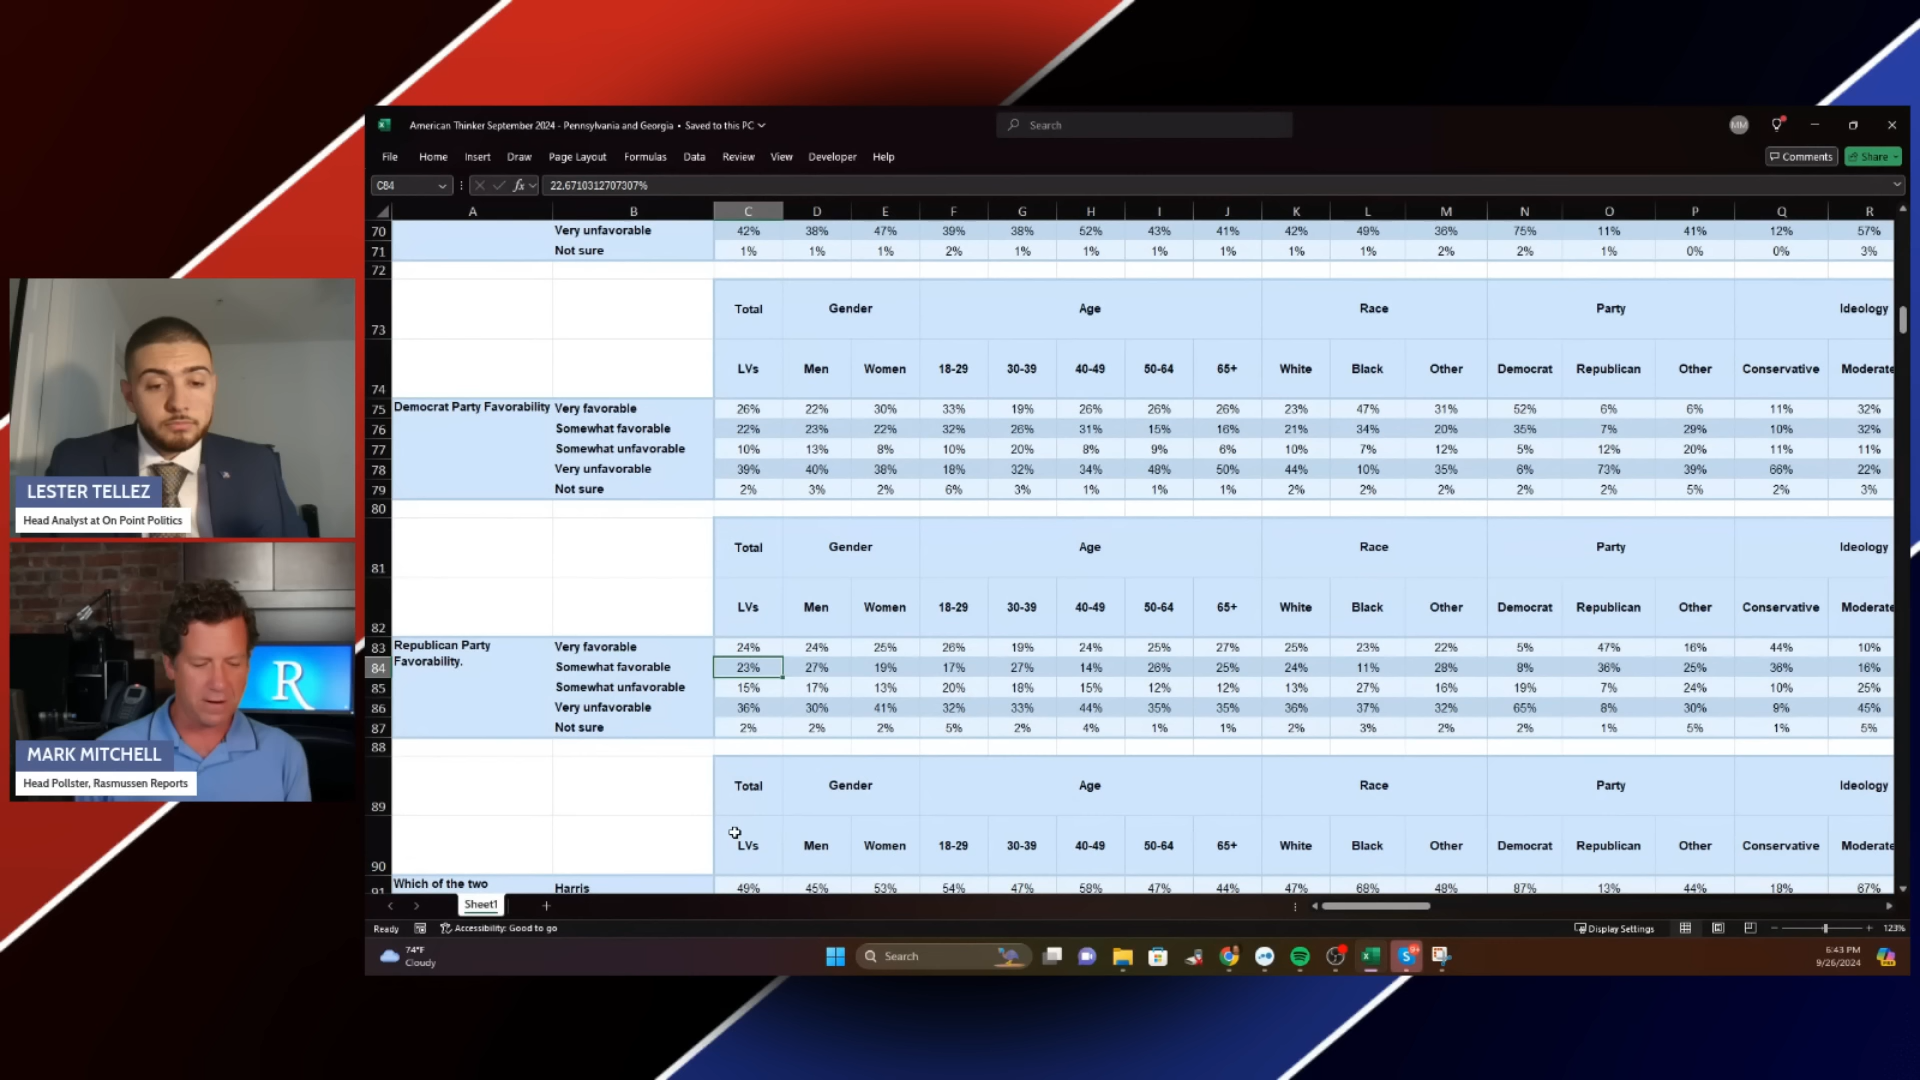 American Thinker September 2024 - Pennsylvania and Georgia • Saved to this PC
Search
MM
File Home Insert Draw Page Layout Formulas Data Review View Developer Help
Comments Share
C84 fx 22.6710312707307%
A B C D E F G H I J K L M N O P Q R
70 Very unfavorable 42% 38% 47% 39% 38% 52% 43% 41% 42% 49% 36% 75% 11% 41% 12% 57%
71 Not sure 1% 1% 1% 2% 1% 1% 1% 1% 1% 1% 2% 2% 1% 0% 0% 3%
72
73 Total Gender Age Race Party Ideology
74 LVs Men Women 18-29 30-39 40-49 50-64 65+ White Black Other Democrat Republican Other Conservative Moderate
75 Democrat Party Favorability Very favorable 26% 22% 30% 33% 19% 26% 26% 26% 23% 47% 31% 52% 6% 6% 11% 32%
76 Somewhat favorable 22% 23% 22% 32% 26% 31% 15% 16% 21% 34% 20% 35% 7% 29% 10% 32%
77 Somewhat unfavorable 10% 13% 8% 10% 20% 8% 9% 6% 10% 7% 12% 5% 12% 20% 11% 11%
78 Very unfavorable 39% 40% 38% 18% 32% 34% 48% 50% 44% 10% 35% 6% 73% 39% 66% 22%
79 Not sure 2% 3% 2% 6% 3% 1% 1% 1% 2% 2% 2% 2% 2% 5% 2% 3%
80
81 Total Gender Age Race Party Ideology
82 LVs Men Women 18-29 30-39 40-49 50-64 65+ White Black Other Democrat Republican Other Conservative Moderate
83 Republican Party Very favorable 24% 24% 25% 26% 19% 26% 25% 27% 25% 23% 22% 5% 47% 16% 44% 10%
Favorability.
84 Somewhat favorable 23% 27% 19% 17% 27% 14% 26% 25% 24% 11% 28% 8% 36% 25% 36% 16%
85 Somewhat unfavorable 15% 17% 13% 20% 18% 15% 12% 12% 13% 27% 16% 19% 7% 24% 10% 25%
86 Very unfavorable 36% 30% 41% 32% 33% 44% 35% 35% 36% 37% 32% 65% 8% 30% 9% 45%
87 Not sure 2% 2% 2% 5% 2% 4% 1% 1% 2% 3% 2% 2% 1% 5% 1% 5%
88
89 Total Gender Age Race Party Ideology
90 LVs Men Women 18-29 30-39 40-49 50-64 65+ White Black Other Democrat Republican Other Conservative Moderate
91 Which of the two Harris 49% 45% 53% 54% 47% 58% 47% 44% 47% 68% 48% 87% 13% 44% 18% 67%
Sheet1
Ready Accessibility: Good to go Display Settings 123%
74°F
Cloudy
Search
6:43 PM
9/26/2024
LESTER TELLEZ
Head Analyst at On Point Politics
R
MARK MITCHELL
Head Pollster, Rasmussen Reports